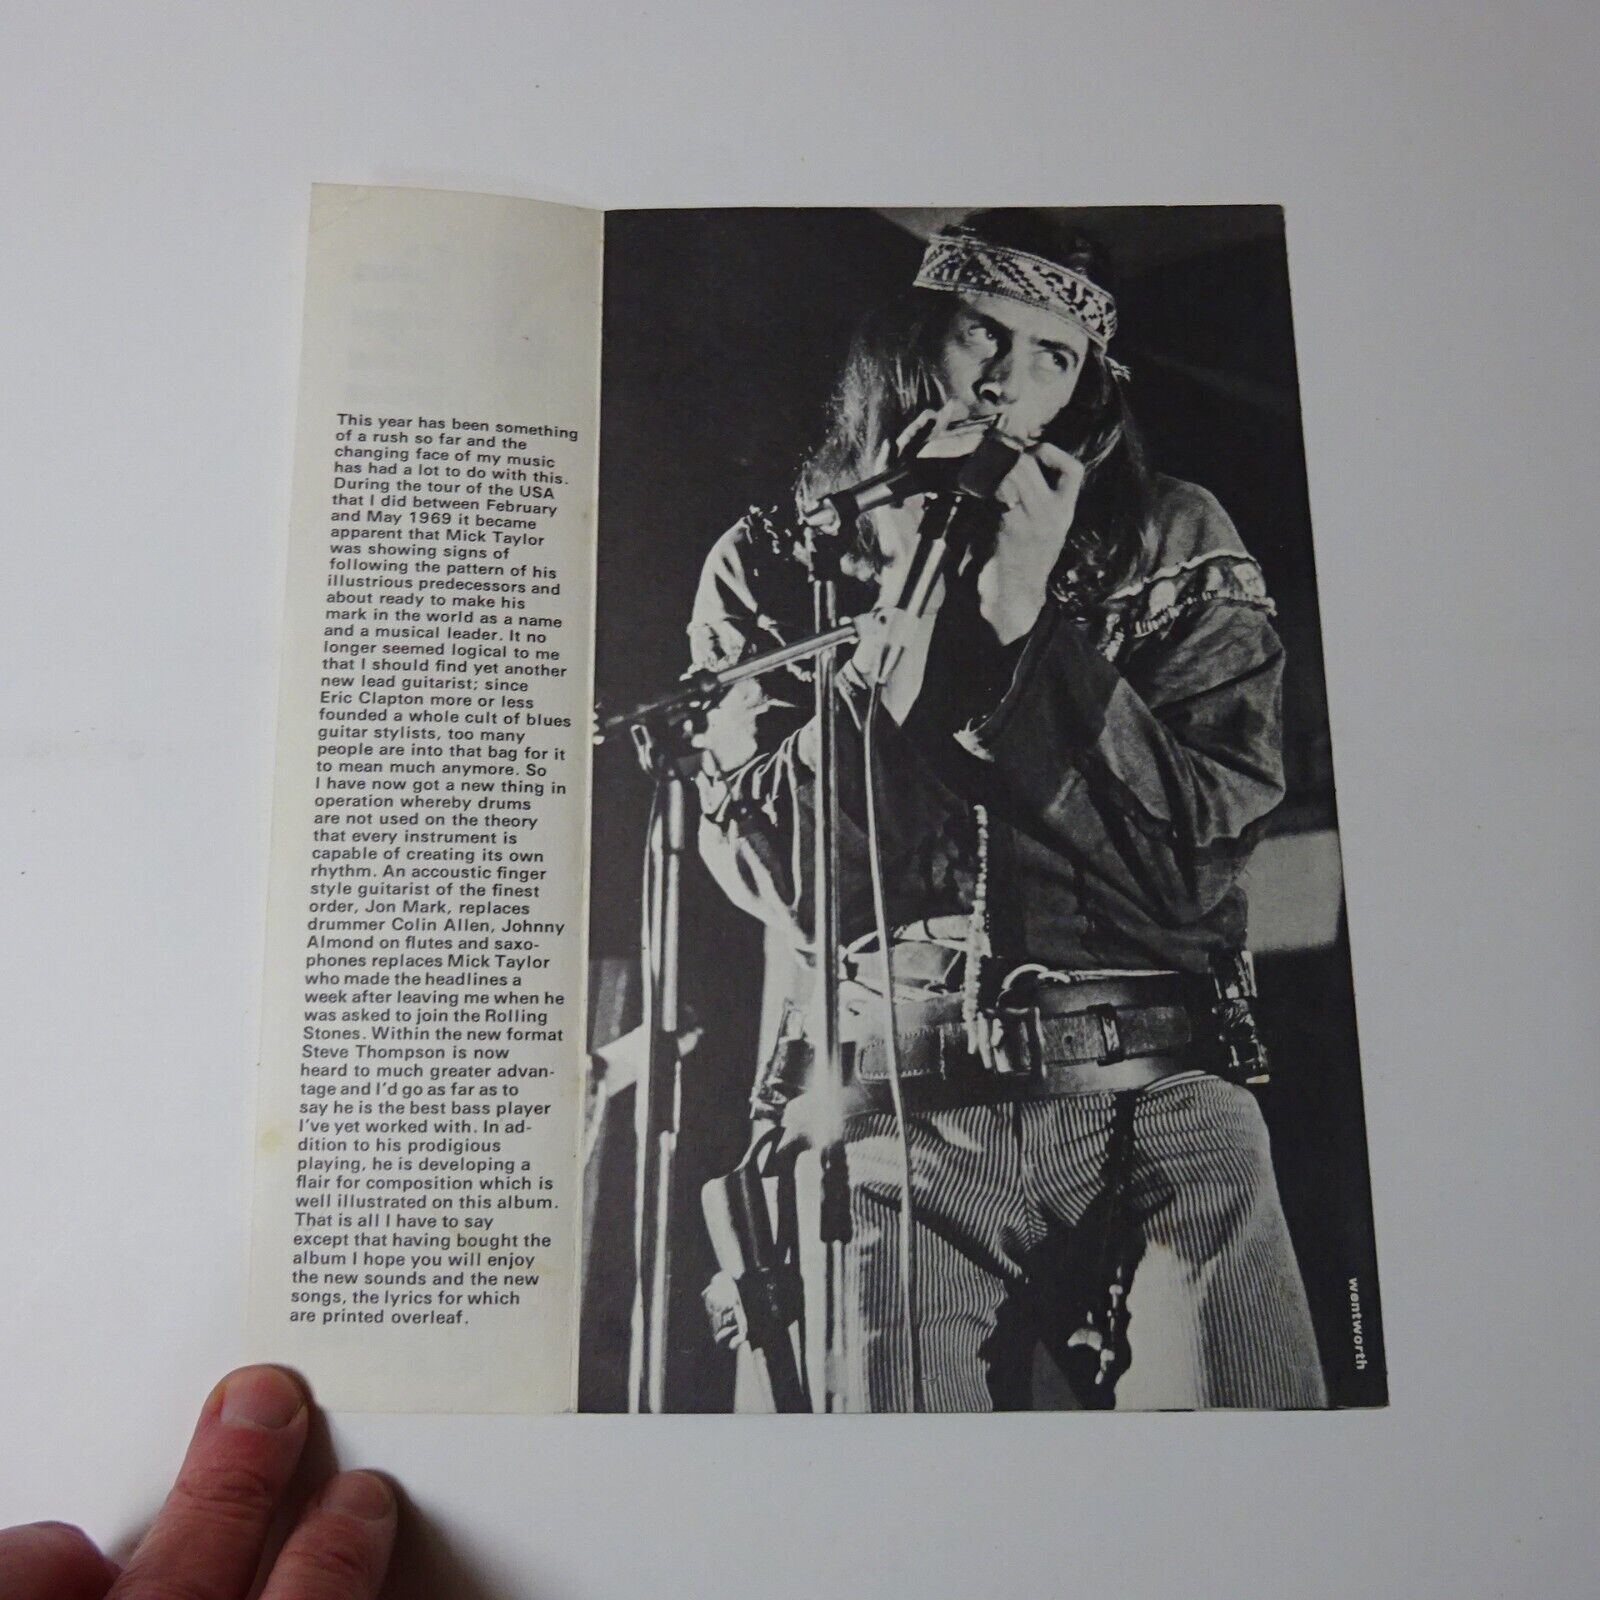 This year has been something
of a rush so far and the
changing face of my music
has had a lot to do with this.
During the tour of the USA
that I did between February
and May 1969 it became
apparent that Mick Taylor
was showing signs of
following the pattern of his
illustrious predecessors and
about ready to make his
mark in the world as a name
and a musical leader. It no
longer seemed logical to me
that I should find yet another
new lead guitarist; since
Eric Clapton more or less
founded a whole cult of blues
guitar stylists, too many
people are into that bag for it
to mean much anymore. So
I have now got a new thing in
operation whereby drums
are not used on the theory
that every instrument is
capable of creating its own
rhythm. An accoustic finger
style guitarist of the finest
order, Jon Mark, replaces
drummer Colin Allen, Johnny
Almond on flutes and saxo-
phones replaces Mick Taylor
who made the headlines a
week after leaving me when he
was asked to join the Rolling
Stones. Within the new format
Steve Thompson is now
heard to much greater advan-
tage and I'd go as far as to
say he is the best bass player
I've yet worked with. In ad-
dition to his prodigious
playing, he is developing a
flair for composition which is
well illustrated on this album.
That is all I have to say
except that having bought the
album I hope you will enjoy
the new sounds and the new
songs, the lyrics for which
are printed overleaf.
wentworth